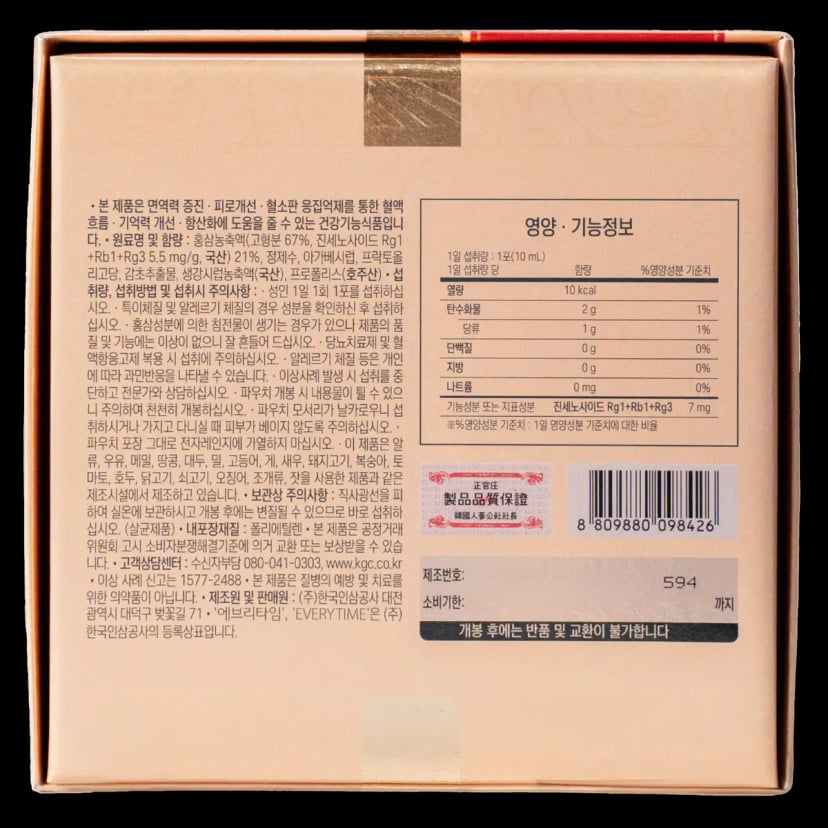 • 본 제품은 면역력 증진 · 피로개선 · 혈소판 응집억제를 통한 혈액
흐름 · 기억력 개선 · 항산화에 도움을 줄 수 있는 건강기능식품입니
다. • 원료명 및 함량 : 홍삼농축액(고형분 67%, 진세노사이드 Rg1
+Rb1+Rg3 5.5 mg/g, 국산) 21%, 정제수, 아가베시럽, 프락토올
리고당, 감초추출물, 생강시럽농축액(국산), 프로폴리스(호주산) • 섭
취량, 섭취방법 및 섭취시 주의사항 : · 성인 1일 1회 1포를 섭취하십
시오. · 특이체질 및 알레르기 체질의 경우 성분을 확인하신 후 섭취하
십시오. · 홍삼성분에 의한 침전물이 생기는 경우가 있으나 제품의 품
질 및 기능에는 이상이 없으니 잘 흔들어 드십시오. · 당뇨치료제 및 혈
액항응고제 복용 시 섭취에 주의하십시오. · 알레르기 체질 등은 개인
에 따라 과민반응을 나타낼 수 있습니다. · 이상사례 발생 시 섭취를 중
단하고 전문가와 상담하십시오. · 파우치 개봉 시 내용물이 튈 수 있으
니 주의하여 천천히 개봉하십시오. · 파우치 모서리가 날카로우니 섭
취하시거나 가지고 다니실 때 피부가 베이지 않도록 주의하십시오. ·
파우치 포장 그대로 전자레인지에 가열하지 마십시오. · 이 제품은 알
류, 우유, 메밀, 땅콩, 대두, 밀, 고등어, 게, 새우, 돼지고기, 복숭아, 토
마토, 호두, 닭고기, 쇠고기, 오징어, 조개류, 잣을 사용한 제품과 같은
제조시설에서 제조하고 있습니다. • 보관상 주의사항 : 직사광선을 피
하여 실온에 보관하시고 개봉 후에는 변질될 수 있으므로 바로 섭취하
십시오. (살균제품) • 내포장재질 : 폴리에틸렌 • 본 제품은 공정거래
위원회 고시 소비자분쟁해결기준에 의거 교환 또는 보상받을 수 있습
니다. • 고객상담센터 : 수신자부담 080-041-0303, www.kgc.co.kr
• 이상 사례 신고는 1577-2488 • 본 제품은 질병의 예방 및 치료를
위한 의약품이 아닙니다. • 제조원 및 판매원 : (주)한국인삼공사 대전
광역시 대덕구 벚꽃길 71 • '에브리타임', 'EVERYTIME'은 (주)
한국인삼공사의 등록상표입니다.
영양 · 기능정보
1일 섭취량 : 1포(10 mL)
1일 섭취량 당 함량 %영양성분 기준치
열량 10 kcal
탄수화물 2 g 1%
당류 1 g 1%
단백질 0 g 0%
지방 0 g 0%
나트륨 0 mg 0%
기능성분 또는 지표성분 진세노사이드 Rg1+Rb1+Rg3 7 mg
※%영양성분 기준치 : 1일 영양성분 기준치에 대한 비율
正官庄
製品品質保證
韓國人蔘公社社長
8 809880 098426
제조번호: 594
소비기한: 까지
개봉 후에는 반품 및 교환이 불가합니다